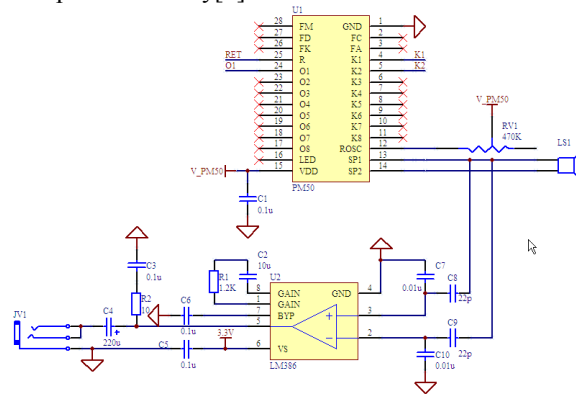 U1
28 FM GND 1
27 FD FC 2
26 FK FA 3
RET 25 R K1 4 K1
O1 24 O1 K2 5 K2
23 O2 K3 6
22 O3 K4 7
21 O4 K5 8
20 O5 K6 9
19 O6 K7 10
18 O7 K8 11
17 O8 ROSC 12
16 LED SP1 13
V_PM50 15 VDD SP2 14
PM50
V_PM50
RV1
470K
LS1
C1
0.1u
C3
0.1u
R2
10
C2
10u
R1
1.2K
U2
8 GAIN GND 4
1 GAIN
7 BYP 3
5 2
6 VS
LM386
C7
0.01u
C8
22p
C9
22p
C10
0.01u
C6
0.1u
C5
0.1u
3.3V
JV1
C4
+
220u